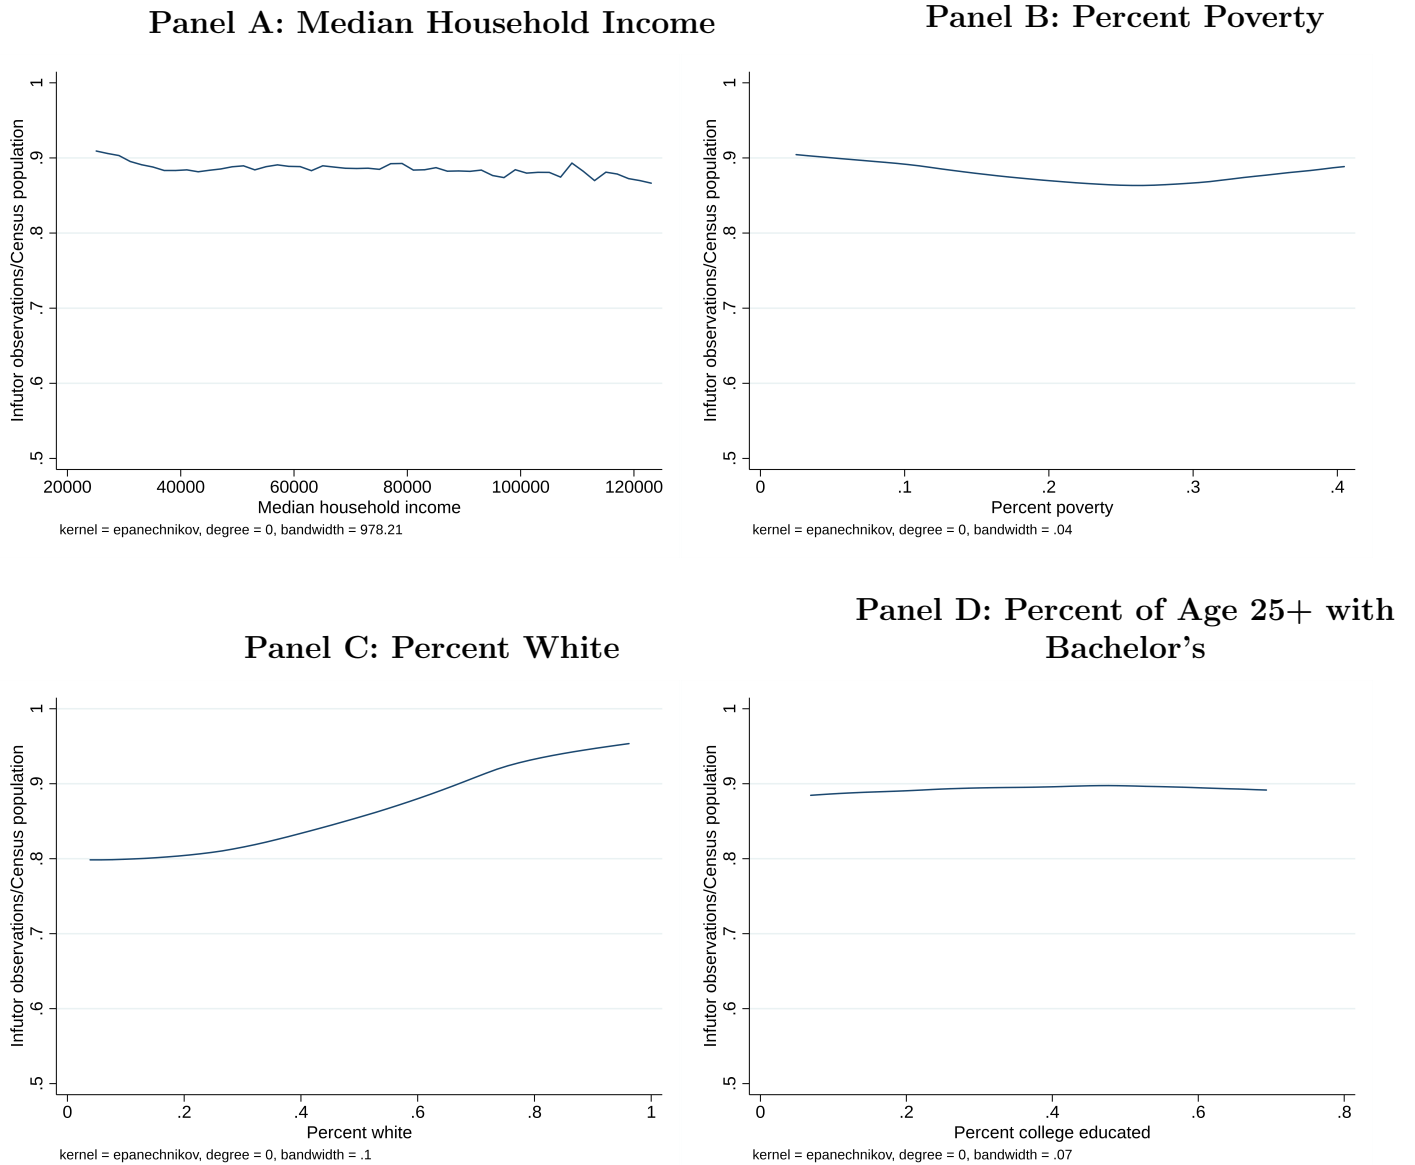 Panel A: Median Household Income
Infutor observations/Census population
1
.9
.8
.7
.6
.5
20000 40000 60000 80000 100000 120000
Median household income
kernel = epanechnikov, degree = 0, bandwidth = 978.21
Panel B: Percent Poverty
Infutor observations/Census population
1
.9
.8
.7
.6
.5
0 .1 .2 .3 .4
Percent poverty
kernel = epanechnikov, degree = 0, bandwidth = .04
Panel C: Percent White
Infutor observations/Census population
1
.9
.8
.7
.6
.5
0 .2 .4 .6 .8 1
Percent white
kernel = epanechnikov, degree = 0, bandwidth = .1
Panel D: Percent of Age 25+ with
Bachelor's
Infutor observations/Census population
1
.9
.8
.7
.6
.5
0 .2 .4 .6 .8
Percent college educated
kernel = epanechnikov, degree = 0, bandwidth = .07